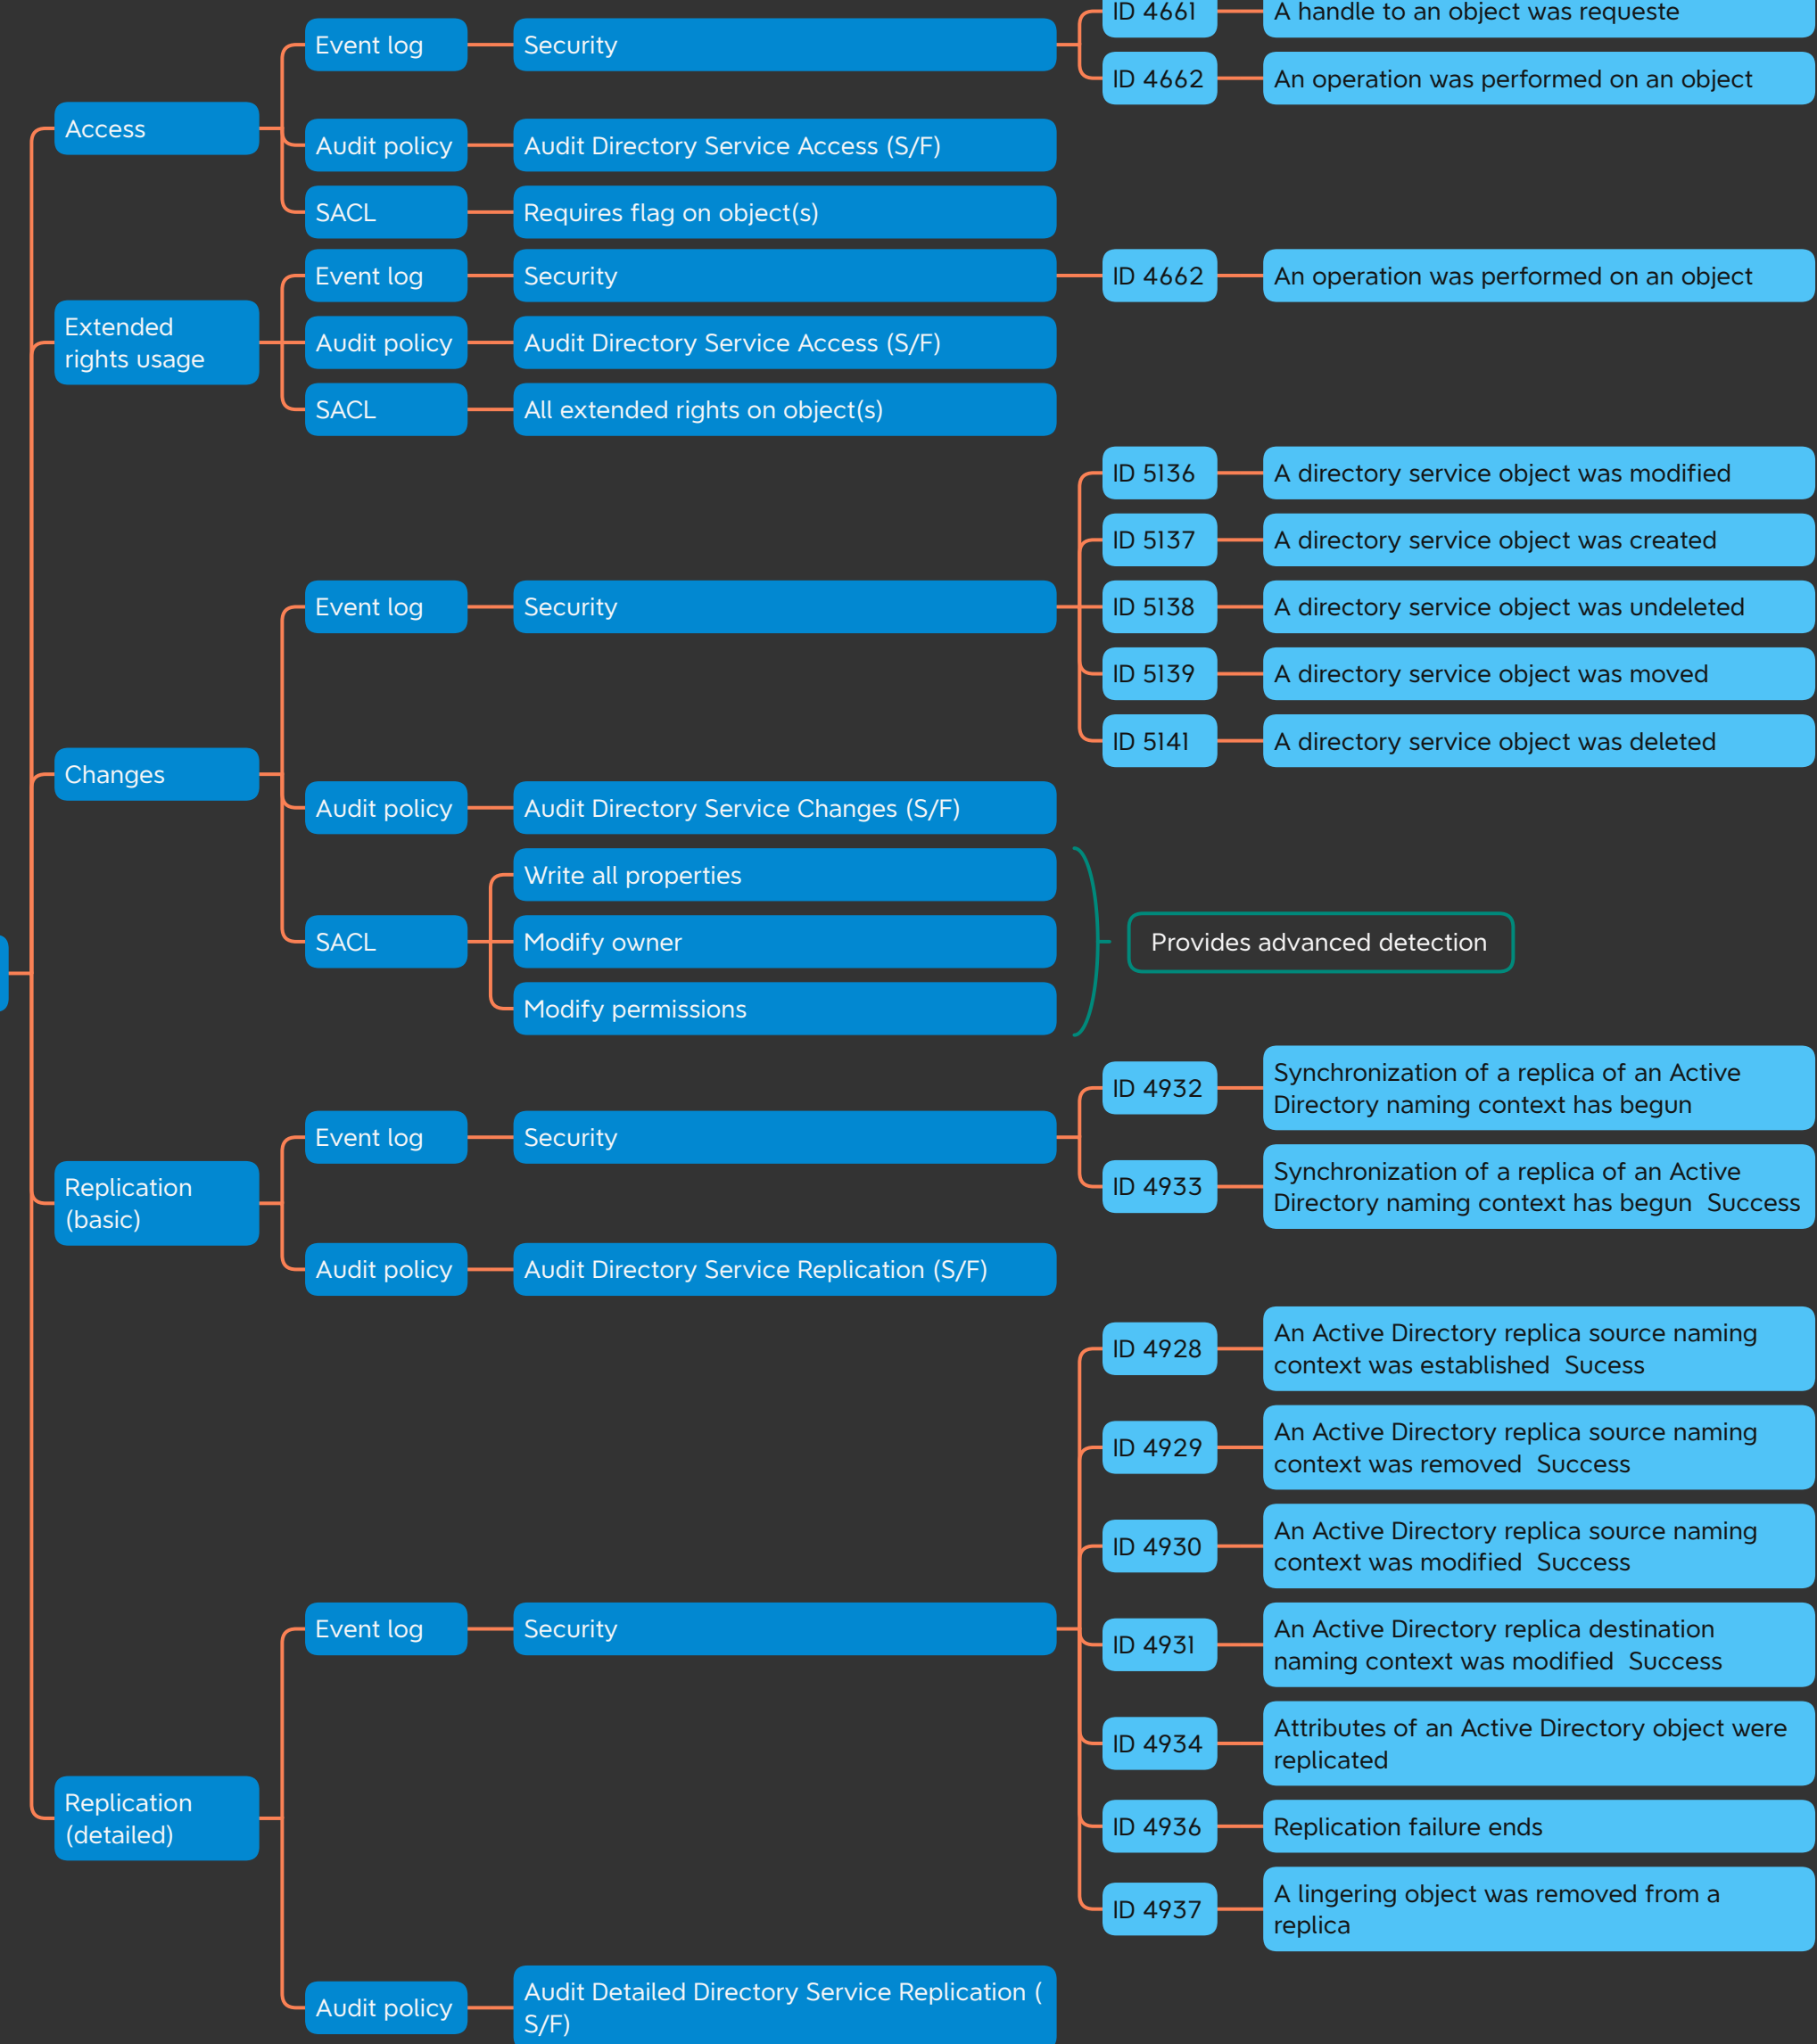 ID 4661
A handle to an object was requeste
Event log
Security
ID 4662
An operation was performed on an object
Access
Audit policy
Audit Directory Service Access (S/F)
SACL
Requires flag on object(s)
Event log
Security
ID 4662
An operation was performed on an object
Extended
rights usage
Audit policy
Audit Directory Service Access (S/F)
SACL
All extended rights on object(s)
ID 5136
A directory service object was modified
ID 5137
A directory service object was created
Event log
Security
ID 5138
A directory service object was undeleted
ID 5139
A directory service object was moved
ID 5141
A directory service object was deleted
Changes
Audit policy
Audit Directory Service Changes (S/F)
Write all properties
SACL
Modify owner
Provides advanced detection
Modify permissions
ID 4932
Synchronization of a replica of an Active
Directory naming context has begun
Event log
Security
ID 4933
Synchronization of a replica of an Active
Directory naming context has begun  Success
Replication
(basic)
Audit policy
Audit Directory Service Replication (S/F)
ID 4928
An Active Directory replica source naming
context was established  Sucess
ID 4929
An Active Directory replica source naming
context was removed  Success
ID 4930
An Active Directory replica source naming
context was modified  Success
Event log
Security
ID 4931
An Active Directory replica destination
naming context was modified  Success
ID 4934
Attributes of an Active Directory object were
replicated
Replication
(detailed)
ID 4936
Replication failure ends
ID 4937
A lingering object was removed from a
replica
Audit policy
Audit Detailed Directory Service Replication (
S/F)